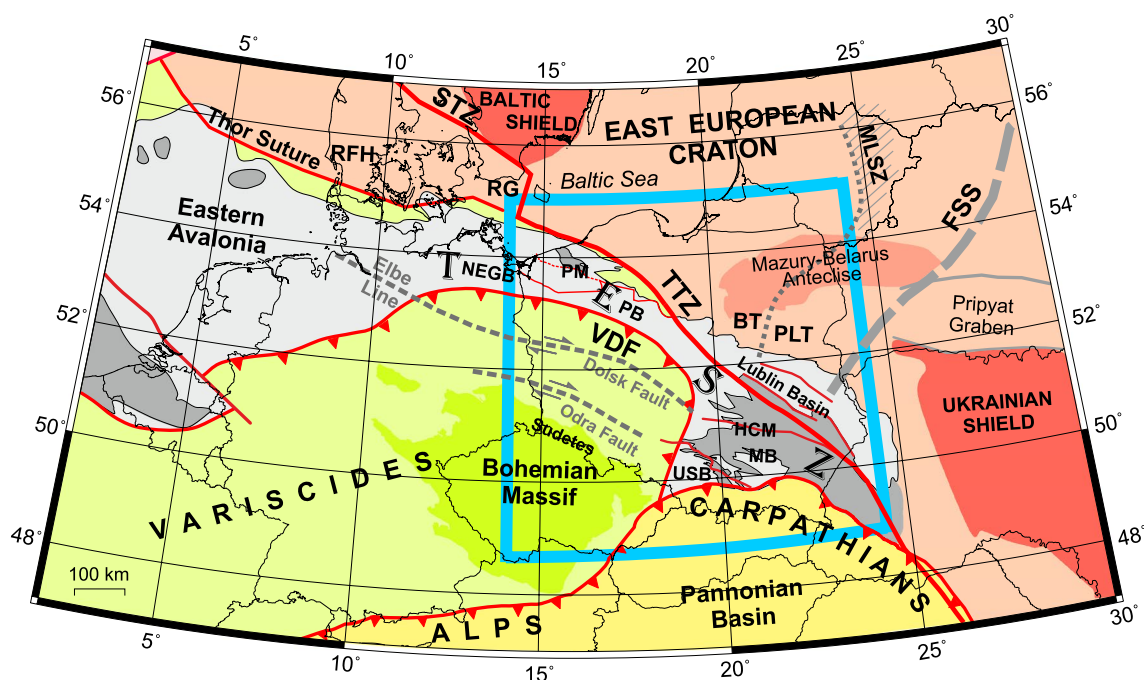 5°
10°
15°
20°
25°
30°
56°
54°
52°
50°
48°
STZ
BALTIC
SHIELD
EAST EUROPEAN
CRATON
MLSZ
FSS
Thor Suture
RFH
RG
Baltic Sea
56°
54°
52°
50°
48°
Eastern
Avalonia
T
NEGB
PM
E
PB
TTZ
Mazury-Belarus
Anteclise
Elbe
Line
BT
PLT
Pripyat
Graben
VDF
Dolsk Fault
S
Lublin Basin
UKRAINIAN
SHIELD
Odra Fault
Sudetes
HCM
MB
Z
USB
Bohemian
Massif
VARISCIDES
CARPATHIANS
100 km
Pannonian
Basin
ALPS
5°
10°
15°
20°
25°
30°